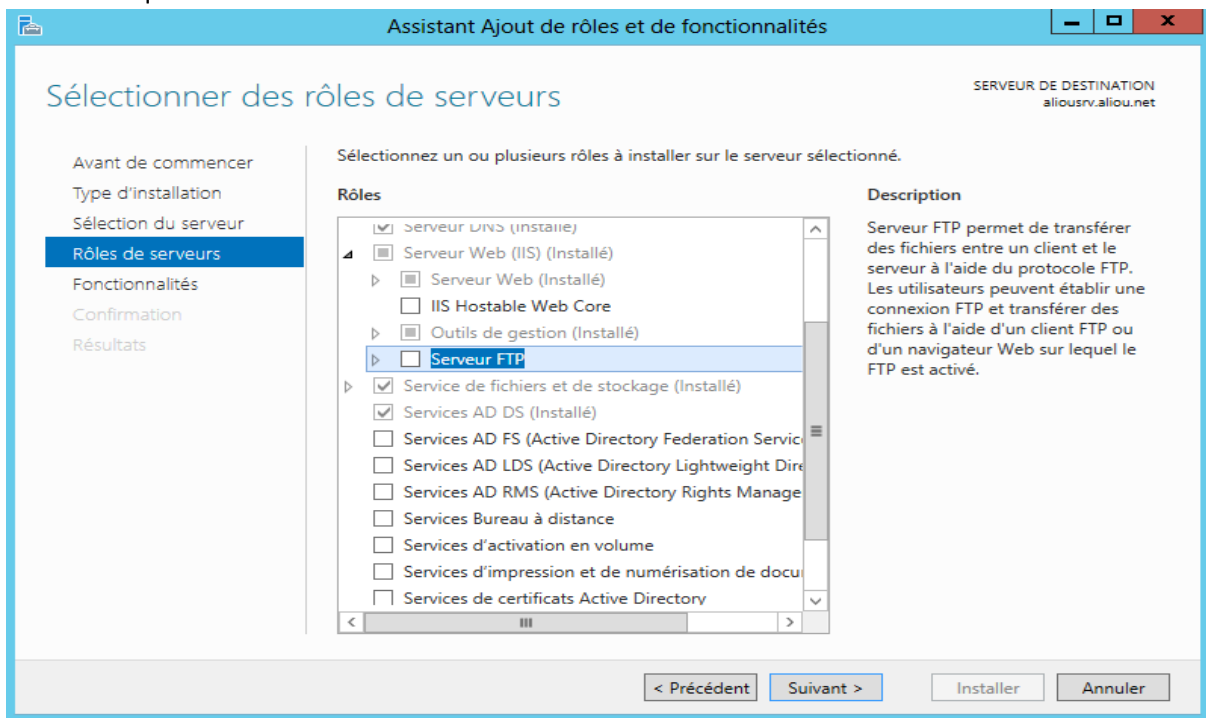 Assistant Ajout de rôles et de fonctionnalités
Sélectionner des rôles de serveurs
SERVEUR DE DESTINATION
aliousrv.aliou.net
Avant de commencer
Type d'installation
Sélection du serveur
Rôles de serveurs
Fonctionnalités
Confirmation
Résultats
Sélectionnez un ou plusieurs rôles à installer sur le serveur sélectionné.
Rôles
Serveur DNS (Installé)
Serveur Web (IIS) (Installé)
Serveur Web (Installé)
IIS Hostable Web Core
Outils de gestion (Installé)
Serveur FTP
Service de fichiers et de stockage (Installé)
Services AD DS (Installé)
Services AD FS (Active Directory Federation Servic
Services AD LDS (Active Directory Lightweight Dire
Services AD RMS (Active Directory Rights Manage
Services Bureau à distance
Services d'activation en volume
Services d'impression et de numérisation de docu
Services de certificats Active Directory
Description
Serveur FTP permet de transférer
des fichiers entre un client et le
serveur à l'aide du protocole FTP.
Les utilisateurs peuvent établir une
connexion FTP et transférer des
fichiers à l'aide d'un client FTP ou
d'un navigateur Web sur lequel le
FTP est activé.
< Précédent
Suivant >
Installer
Annuler